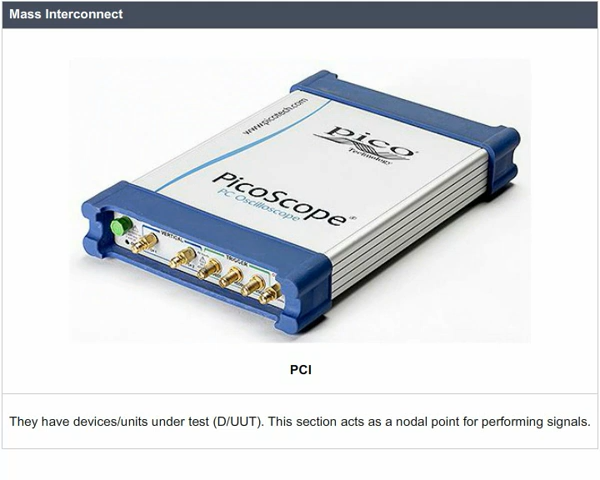 Mass Interconnect
www.picotech.com
pico
Technology
PicoScope®
PC Oscilloscope
VERTICAL
TRIGGER
PCI
They have devices/units under test (D/UUT). This section acts as a nodal point for performing signals.